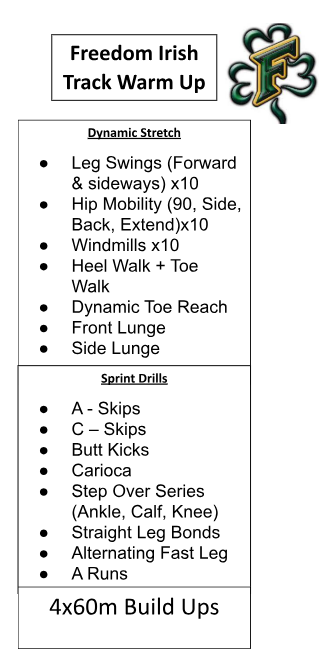 Freedom Irish
Track Warm Up
F
Dynamic Stretch
● Leg Swings (Forward
& sideways) x10
● Hip Mobility (90, Side,
Back, Extend)x10
● Windmills x10
● Heel Walk + Toe
Walk
● Dynamic Toe Reach
● Front Lunge
● Side Lunge
Sprint Drills
● A - Skips
● C – Skips
● Butt Kicks
● Carioca
● Step Over Series
(Ankle, Calf, Knee)
● Straight Leg Bonds
● Alternating Fast Leg
● A Runs
4x60m Build Ups